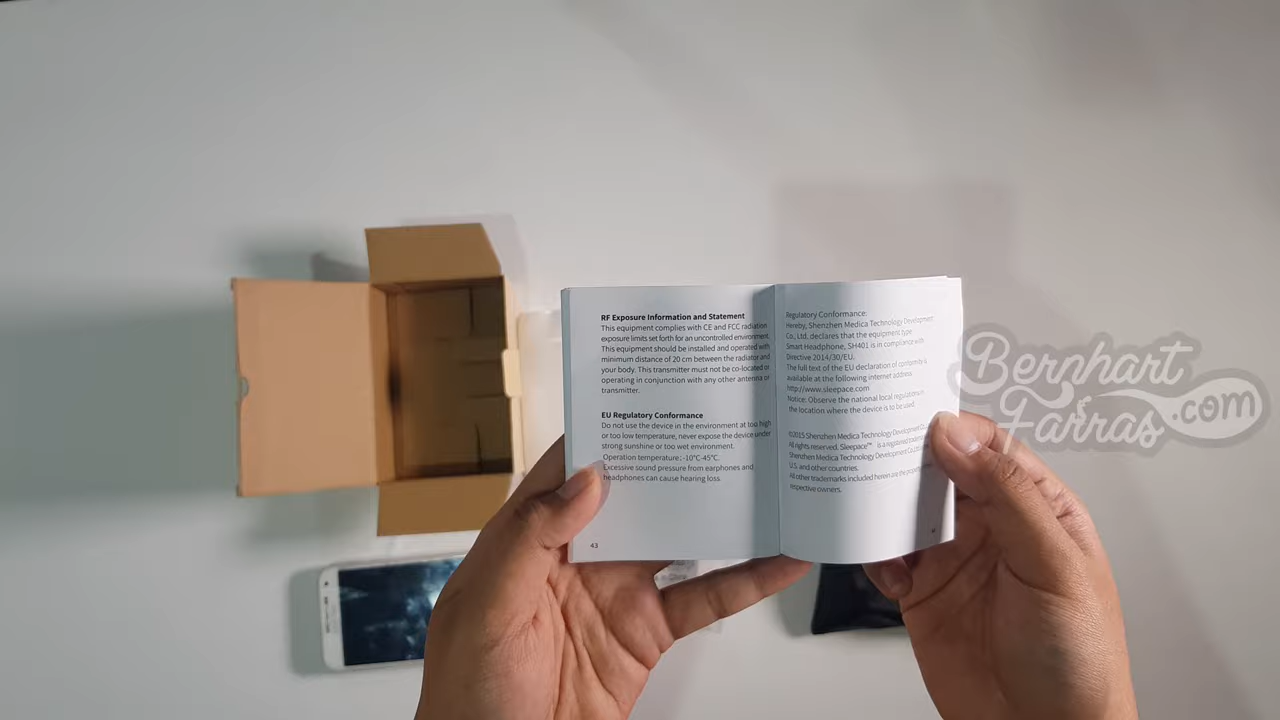 RF Exposure Information and Statement
This equipment complies with CE and FCC radiation
exposure limits set forth for an uncontrolled environment.
This equipment should be installed and operated with
minimum distance of 20 cm between the radiator and
your body. This transmitter must not be co-located or
operating in conjunction with any other antenna or
transmitter.
EU Regulatory Conformance
Do not use the device in the environment at too high
or too low temperature, never expose the device under
strong sunshine or too wet environment.
Operation temperature: -10°C-45°C.
Excessive sound pressure from earphones and
headphones can cause hearing loss.
43
Regulatory Conformance:
Hereby, Shenzhen Medica Technology Development
Co., Ltd. declares that the equipment type
Smart Headphone, SH401 is in compliance with
Directive 2014/30/EU.
The full text of the EU declaration of conformity is
available at the following internet address
http://www.sleepace.com
Notice: Observe the national local regulations in
the location where the device is to be used
©2015 Shenzhen Medica Technology Development Co.,
All rights reserved. Sleepace™ is a registered
Shenzhen Medica Technology Development Co.,
U.S. and other countries.
All other trademarks included herein are the
respective owners.
Bernhart
& Farras.com